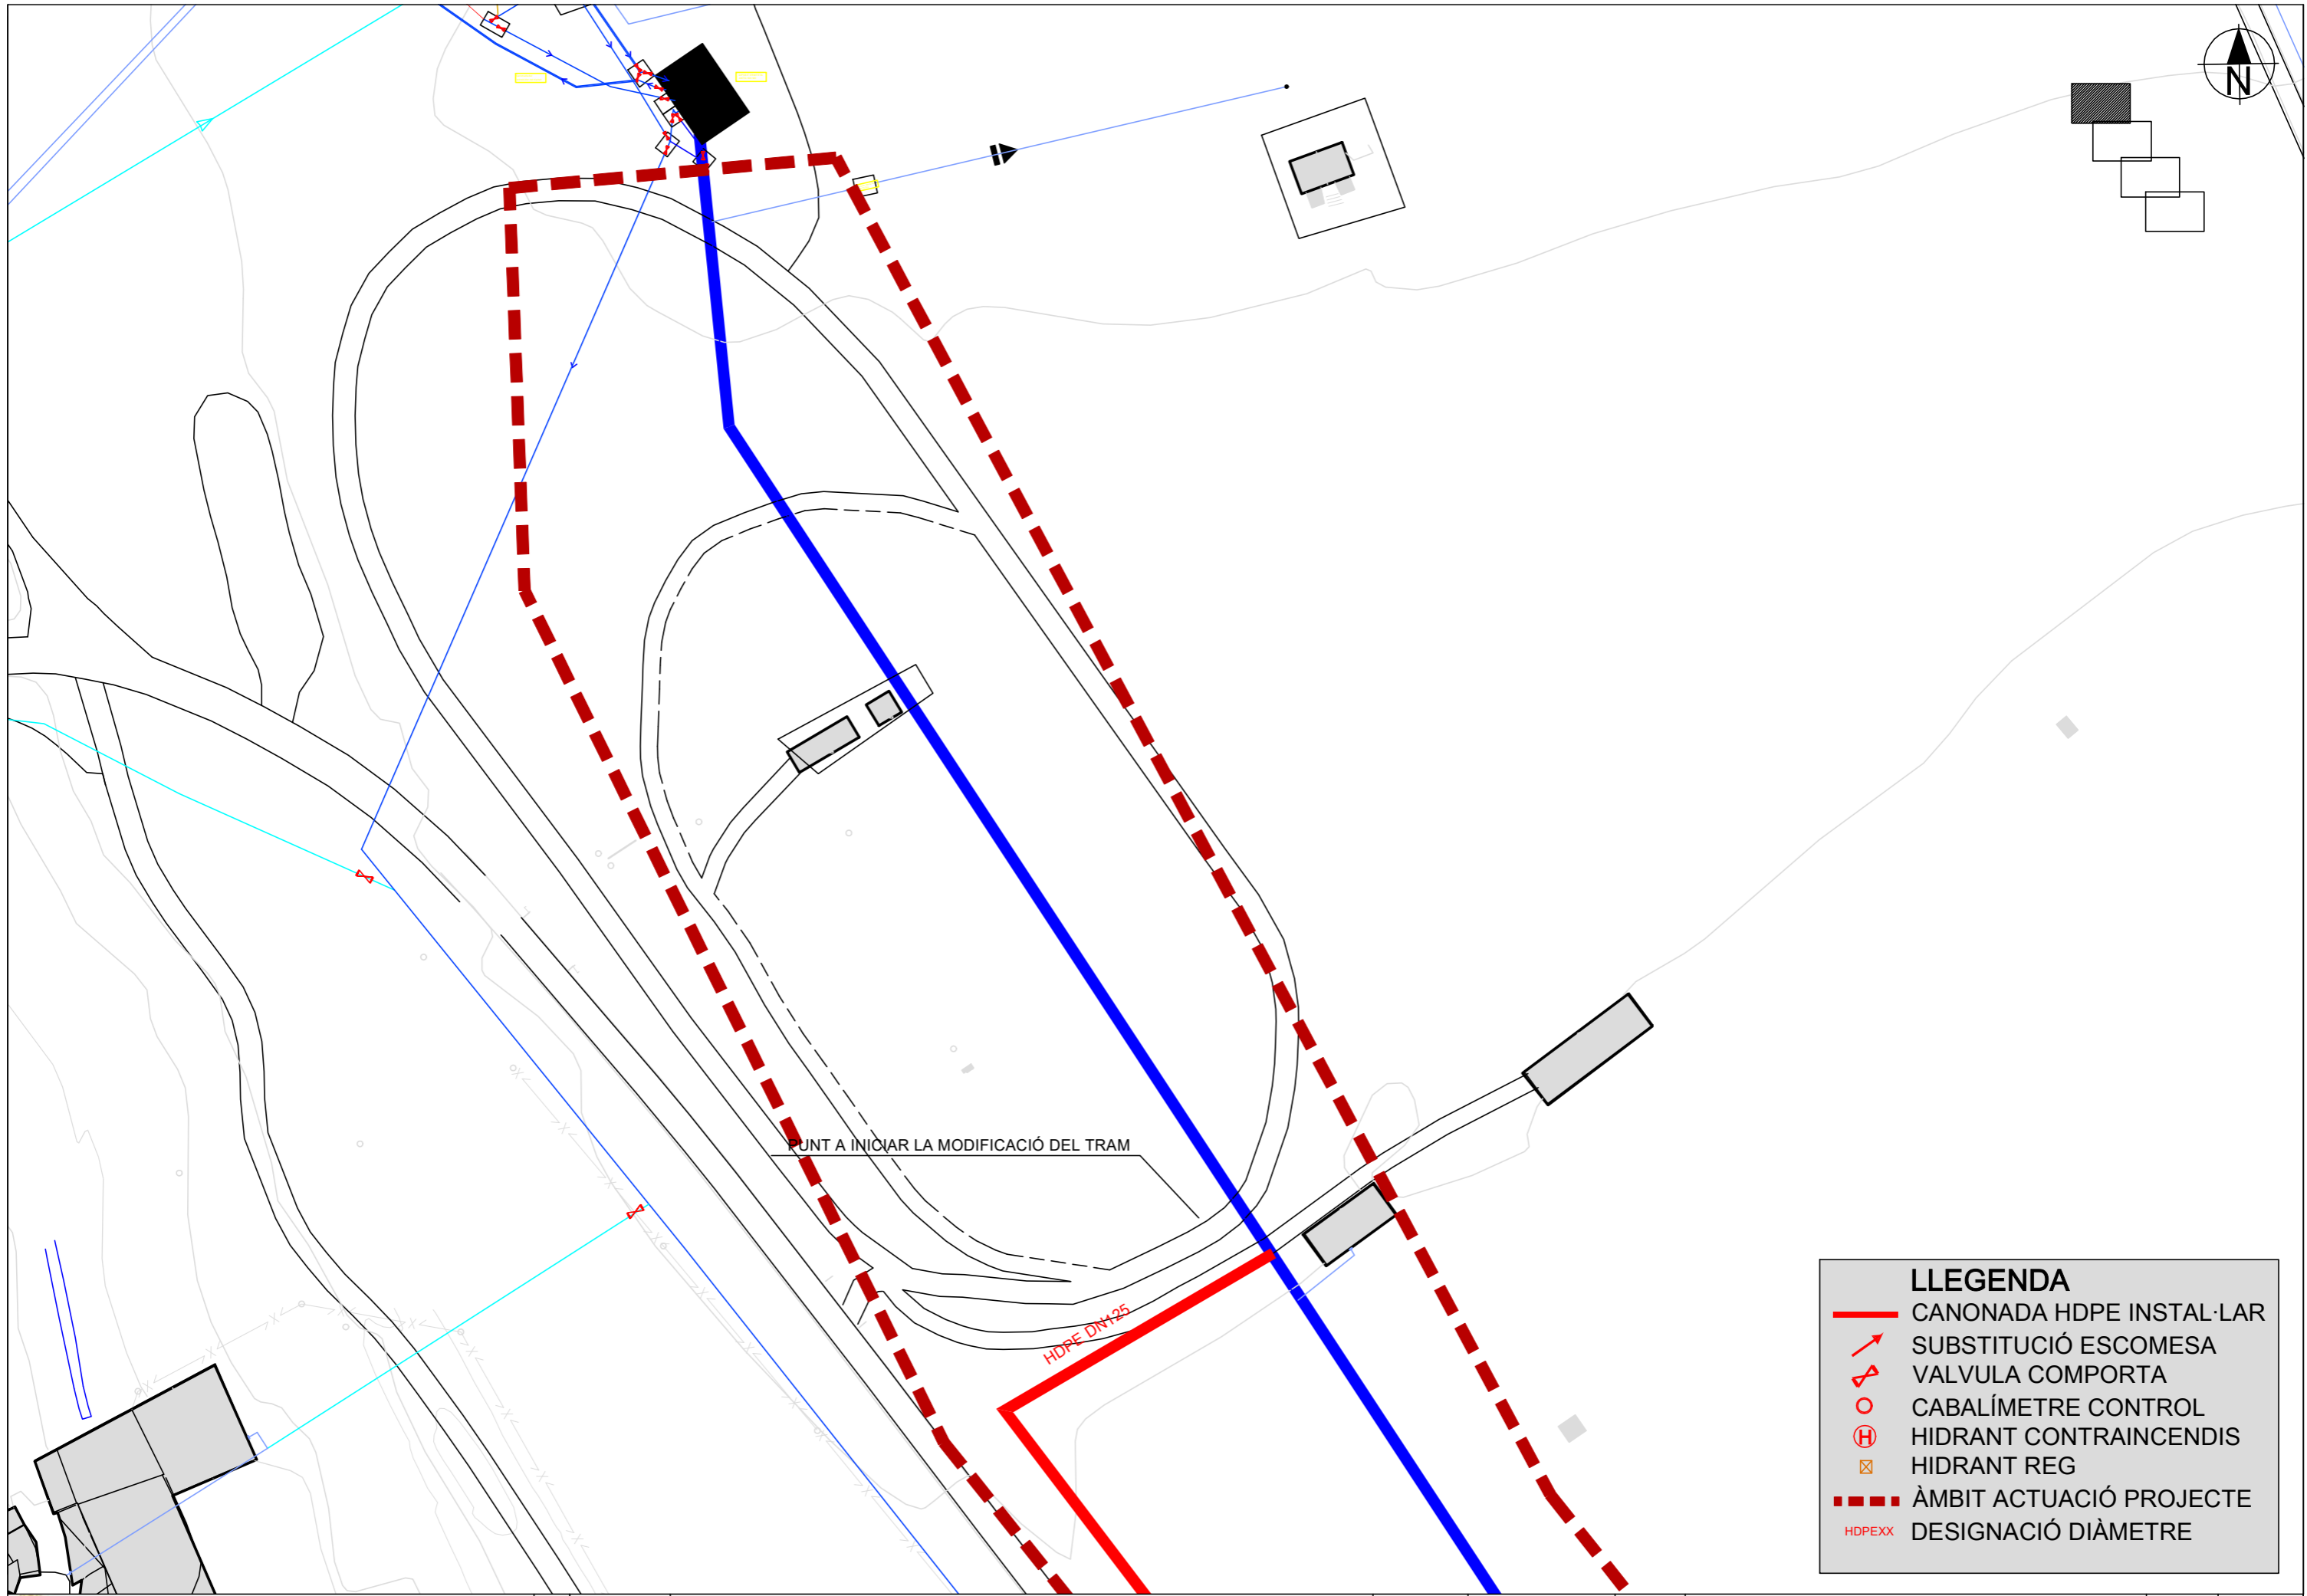 N
PUNT A INICIAR LA MODIFICACIÓ DEL TRAM
HDPE DN125
LLEGENDA
CANONADA HDPE INSTAL·LAR
SUBSTITUCIÓ ESCOMESA
VALVULA COMPORTA
CABALÍMETRE CONTROL
H HIDRANT CONTRAINCENDIS
HIDRANT REG
ÀMBIT ACTUACIÓ PROJECTE
HDPEXX DESIGNACIÓ DIÀMETRE